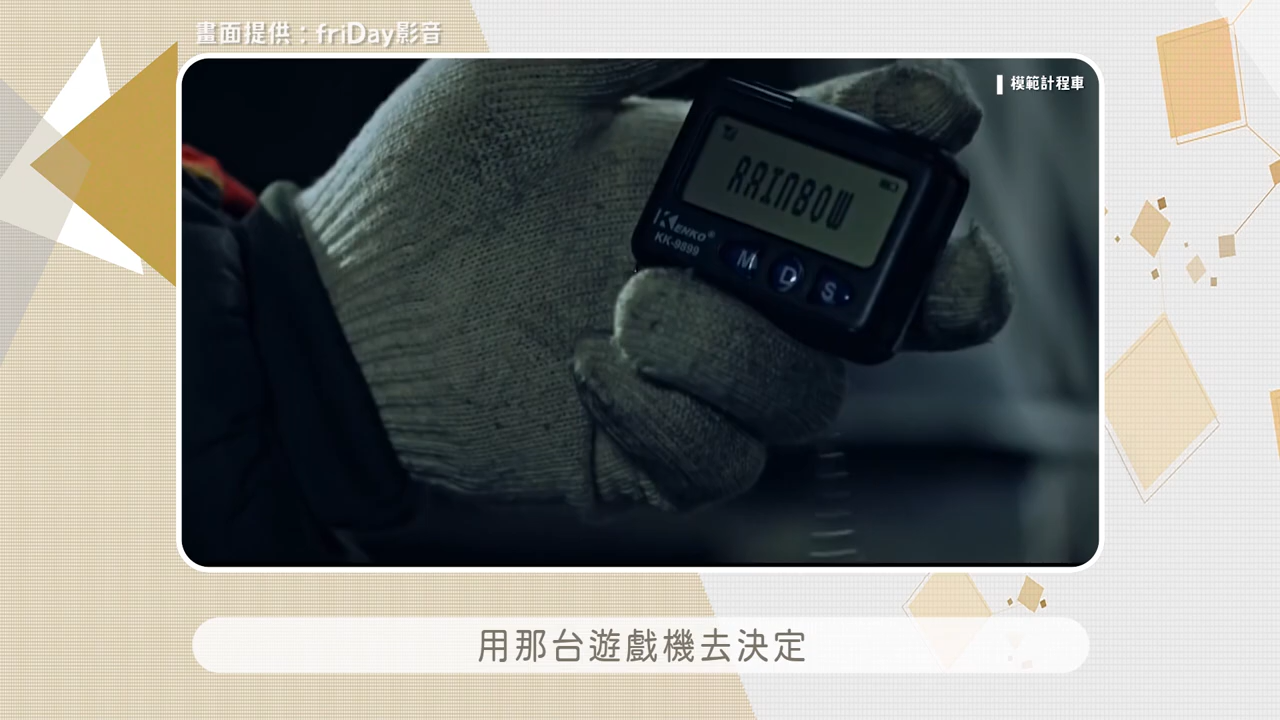 畫面提供：friDay影音
模範計程車
RAINBOW
KENKO®
KK-9899
M D S
用那台遊戲機去決定